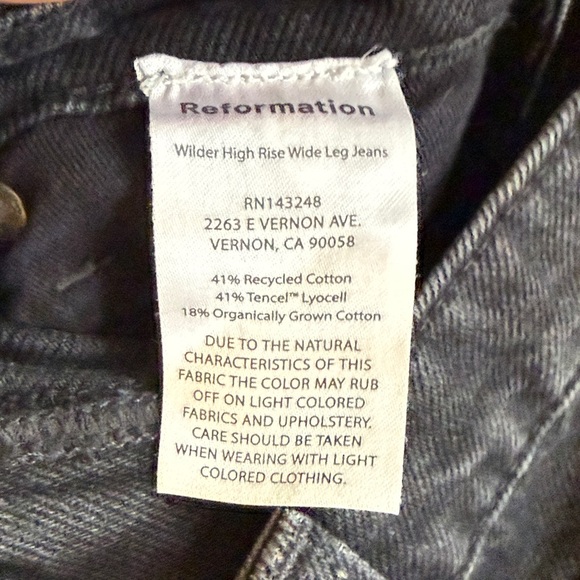 Reformation
Wilder High Rise Wide Leg Jeans
RN143248
2263 E VERNON AVE.
VERNON, CA 90058
41% Recycled Cotton
41% Tencel™ Lyocell
18% Organically Grown Cotton
DUE TO THE NATURAL
CHARACTERISTICS OF THIS
FABRIC THE COLOR MAY RUB
OFF ON LIGHT COLORED
FABRICS AND UPHOLSTERY.
CARE SHOULD BE TAKEN
WHEN WEARING WITH LIGHT
COLORED CLOTHING.